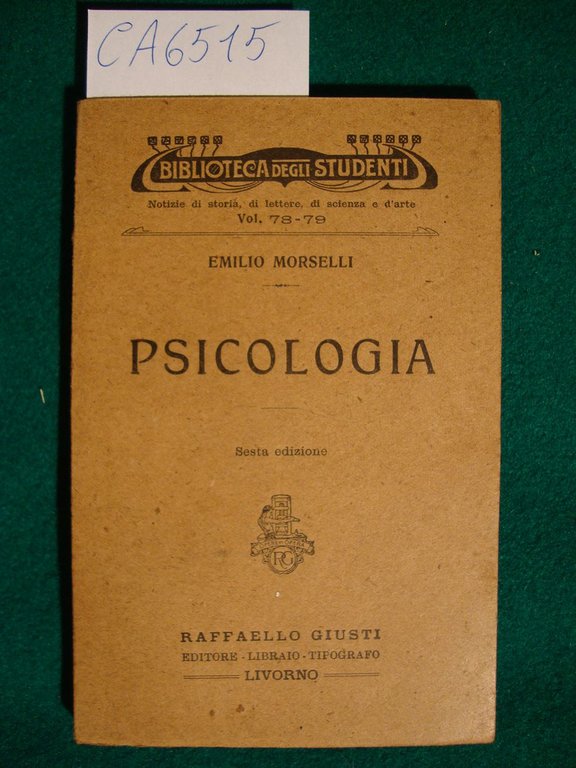 CA6515
BIBLIOTECA DEGLI STUDENTI
Notizie di storia, di lettere, di scienza e d'arte
Vol. 78-79
EMILIO MORSELLI
PSICOLOGIA
Sesta edizione
RG
RAFFAELLO GIUSTI
EDITORE - LIBRAIO - TIPOGRAFO
LIVORNO